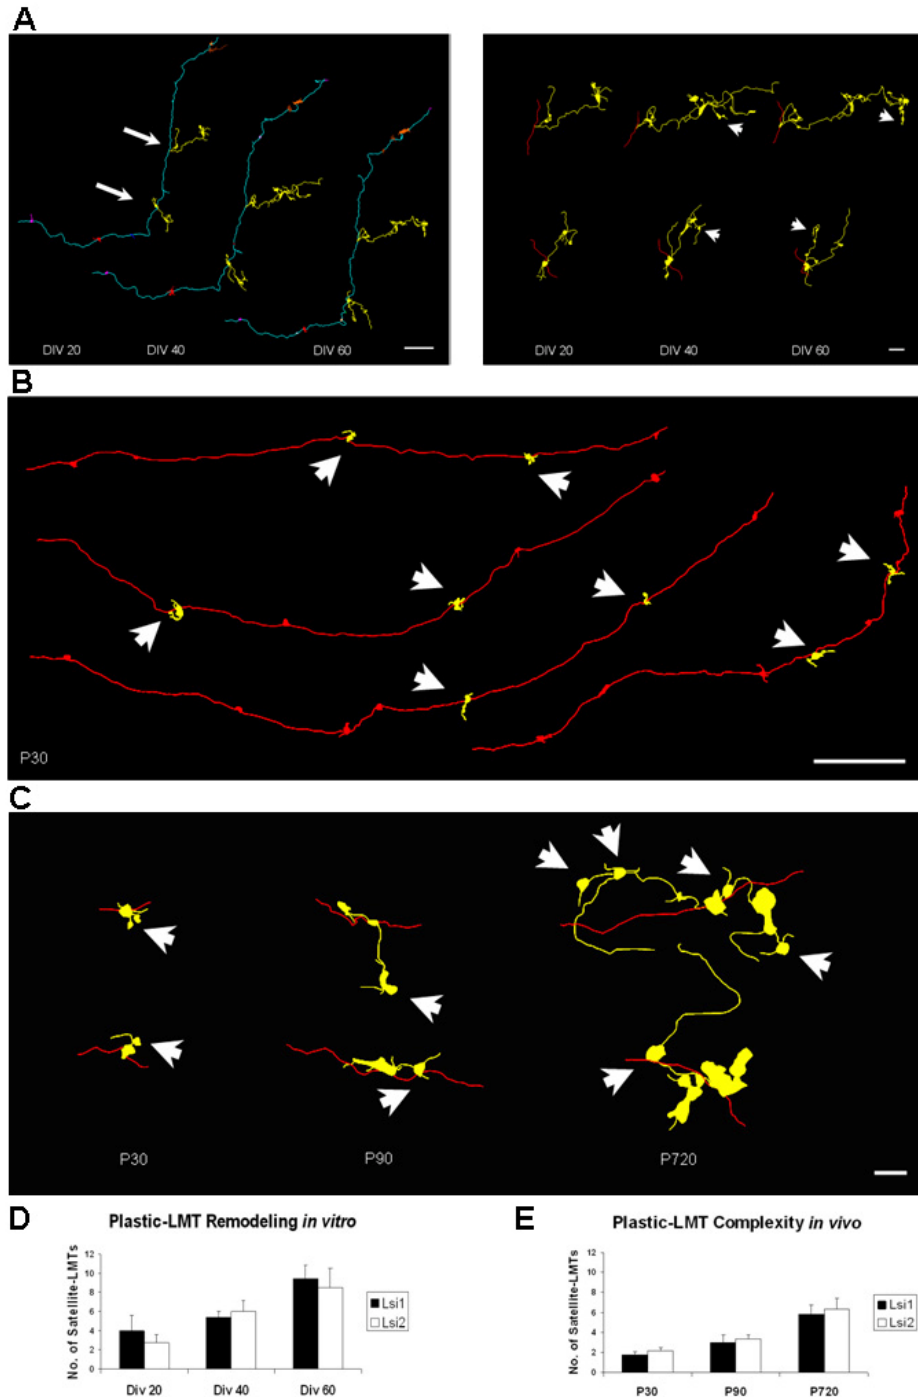 A
DIV 20 DIV 40 DIV 60
DIV 20 DIV 40 DIV 60
B
P30
C
P30 P90 P720
D
Plastic-LMT Remodeling in vitro
No. of Satellite-LMTs
12
10
8
6
4
2
0
Div 20 Div 40 Div 60
Lsi1
Lsi2
E
Plastic-LMT Complexity in vivo
No. of Satellite-LMTs
12
10
8
6
4
2
0
P30 P90 P720
Lsi1
Lsi2